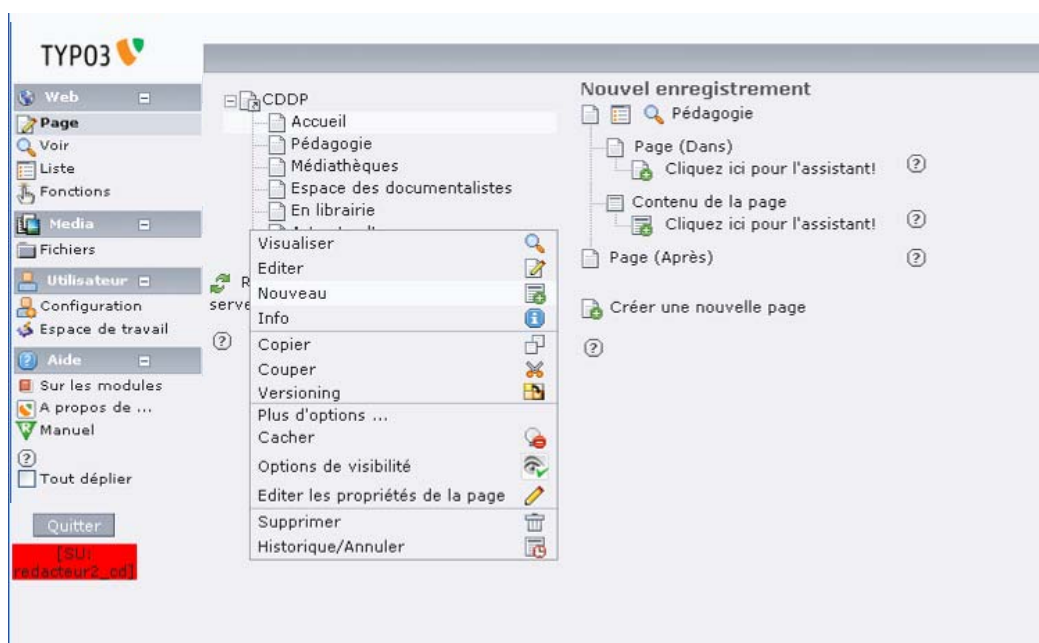 TYPO3
Web
Page
Voir
Liste
Fonctions
Media
Fichiers
Utilisateur
Configuration
Espace de travail
Aide
Sur les modules
A propos de ...
Manuel
Tout déplier
Quitter
[SU:
redacteur2_cd]
CDDP
Accueil
Pédagogie
Médiathèques
Espace des documentalistes
En librairie
R
serve
Visualiser
Editer
Nouveau
Info
Copier
Couper
Versioning
Plus d'options ...
Cacher
Options de visibilité
Editer les propriétés de la page
Supprimer
Historique/Annuler
Nouvel enregistrement
Pédagogie
Page (Dans)
Cliquez ici pour l'assistant!
Contenu de la page
Cliquez ici pour l'assistant!
Page (Après)
Créer une nouvelle page